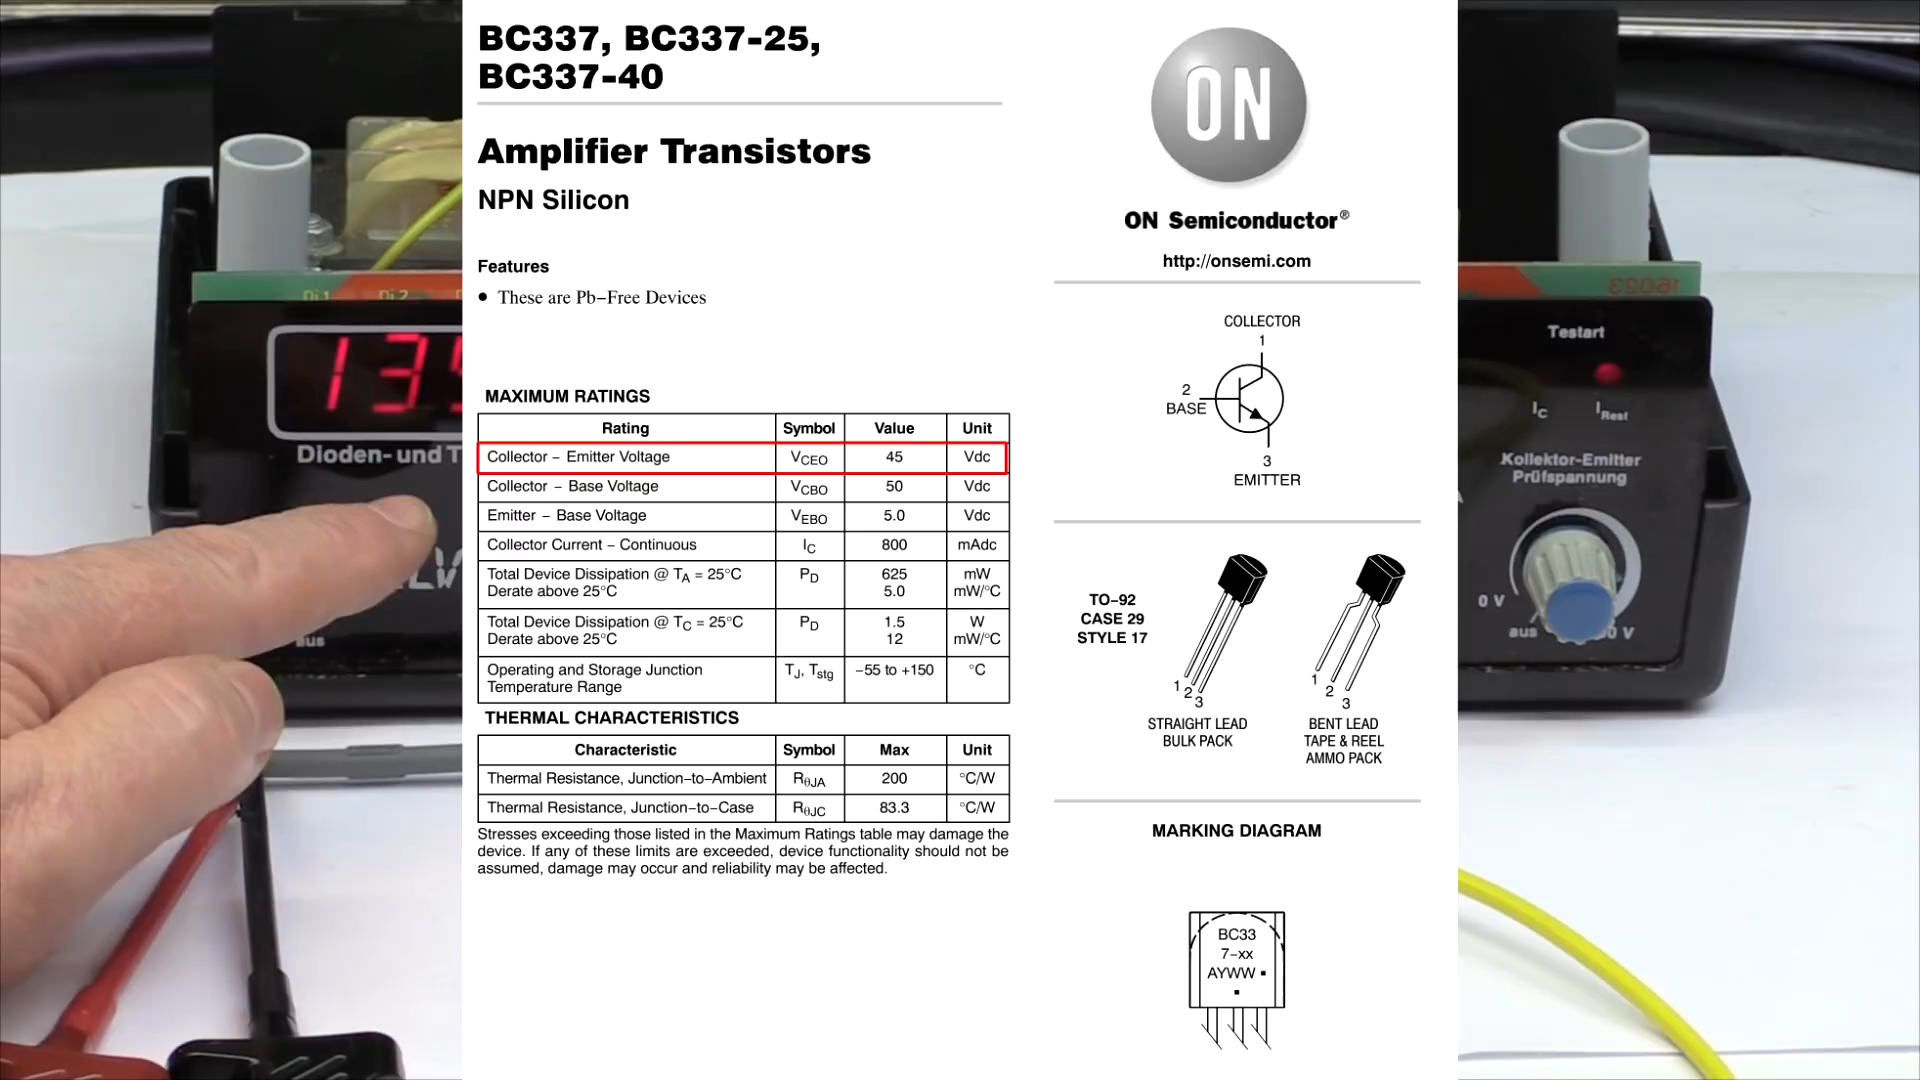 BC337, BC337-25,
BC337-40
Amplifier Transistors
NPN Silicon
Features
• These are Pb−Free Devices
MAXIMUM RATINGS
Rating Symbol Value Unit
Collector − Emitter Voltage VCEO 45 Vdc
Collector − Base Voltage VCBO 50 Vdc
Emitter − Base Voltage VEBO 5.0 Vdc
Collector Current − Continuous IC 800 mAdc
Total Device Dissipation @ TA = 25°C PD 625 mW
Derate above 25°C 5.0 mW/°C
Total Device Dissipation @ TC = 25°C PD 1.5 W
Derate above 25°C 12 mW/°C
Operating and Storage Junction TJ, Tstg −55 to +150 °C
Temperature Range
THERMAL CHARACTERISTICS
Characteristic Symbol Max Unit
Thermal Resistance, Junction−to−Ambient RθJA 200 °C/W
Thermal Resistance, Junction−to−Case RθJC 83.3 °C/W
Stresses exceeding those listed in the Maximum Ratings table may damage the
device. If any of these limits are exceeded, device functionality should not be
assumed, damage may occur and reliability may be affected.
ON
ON Semiconductor®
http://onsemi.com
COLLECTOR
1
2
BASE
3
EMITTER
TO−92
CASE 29
STYLE 17
1
2
3
STRAIGHT LEAD
BULK PACK
1
2
3
BENT LEAD
TAPE & REEL
AMMO PACK
MARKING DIAGRAM
BC33
7−xx
AYWW ▪
▪
Di 1 Di 2
13
Dioden- und T
aus
16023
Testart
IC IRest
Kollektor-Emitter
Prüfspannung
0 V
aus